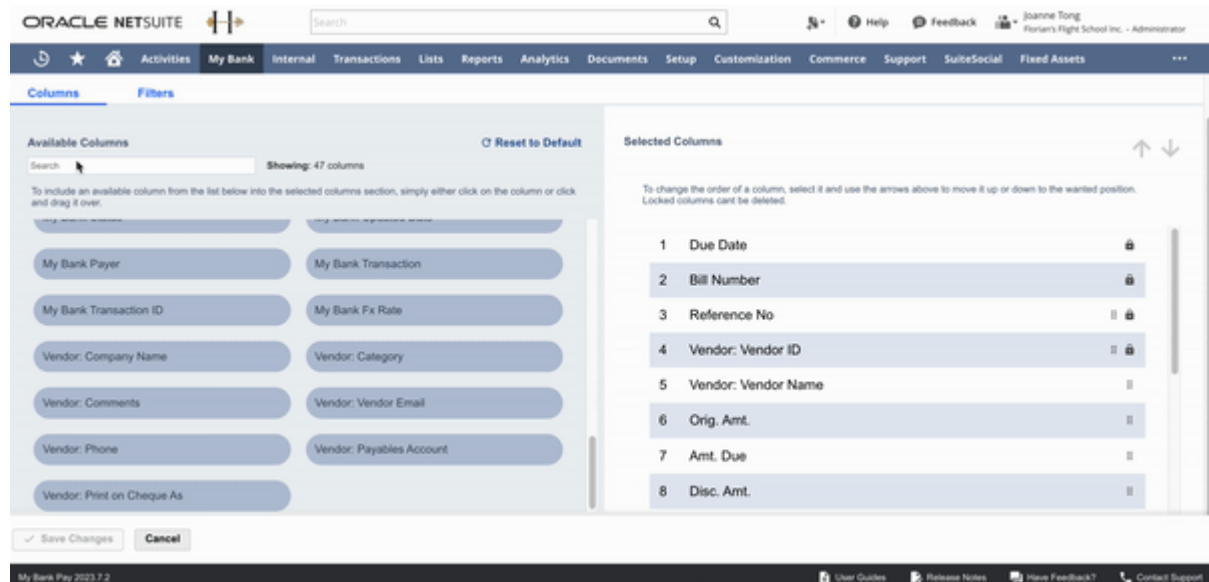 ORACLE NETSUITE
Search
Help
Feedback
Joanne Tong
Florian's Flight School Inc. - Administrator
Activities My Bank Internal Transactions Lists Reports Analytics Documents Setup Customization Commerce Support SuiteSocial Fixed Assets
Columns Filters
Available Columns
Reset to Default
Search
Showing: 47 columns
To include an available column from the list below into the selected columns section, simply either click on the column or click
and drag it over.
My Bank Status My Bank Updated Date
My Bank Payer My Bank Transaction
My Bank Transaction ID My Bank Fx Rate
Vendor: Company Name Vendor: Category
Vendor: Comments Vendor: Vendor Email
Vendor: Phone Vendor: Payables Account
Vendor: Print on Cheque As
Selected Columns
To change the order of a column, select it and use the arrows above to move it up or down to the wanted position.
Locked columns cant be deleted.
1 Due Date
2 Bill Number
3 Reference No
4 Vendor: Vendor ID
5 Vendor: Vendor Name
6 Orig. Amt.
7 Amt. Due
8 Disc. Amt.
Save Changes Cancel
My Bank Pay 2023.7.2
User Guides Release Notes Have Feedback? Contact Support